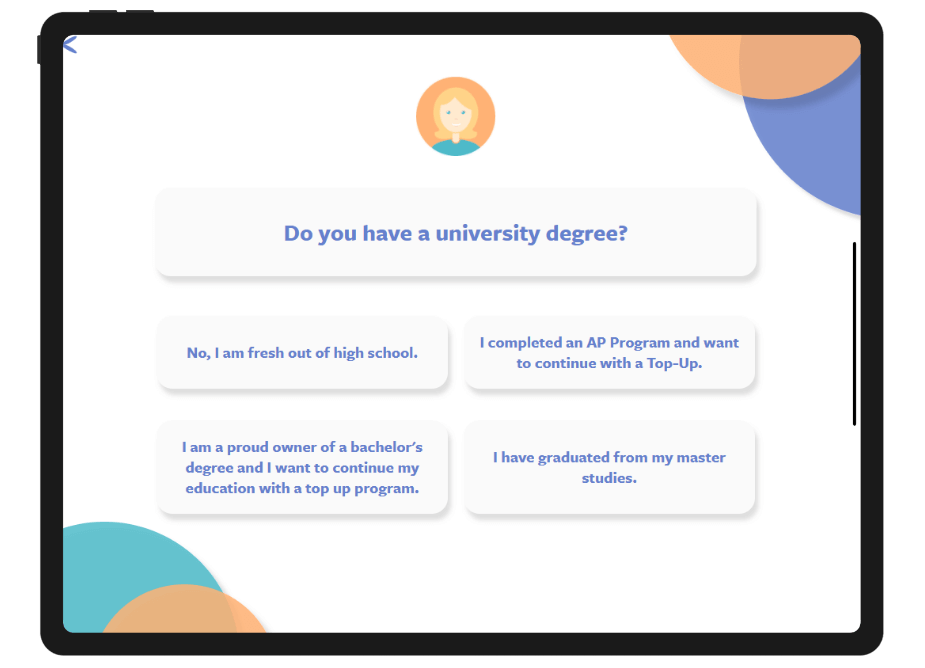 Do you have a university degree?
No, I am fresh out of high school.
I completed an AP Program and want
to continue with a Top-Up.
I am a proud owner of a bachelor's
degree and I want to continue my
education with a top up program.
I have graduated from my master
studies.